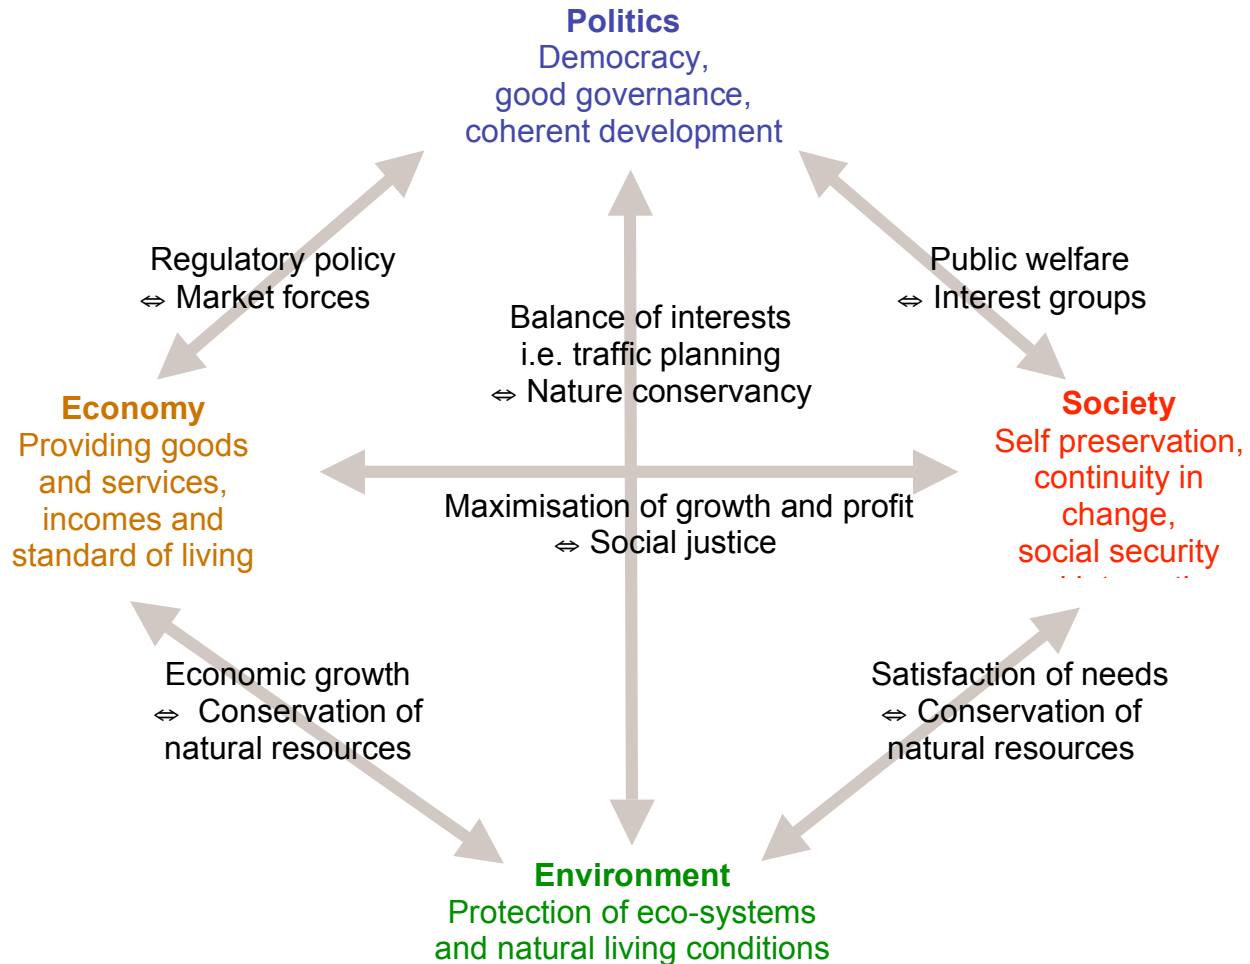 Politics
Democracy,
good governance,
coherent development
Regulatory policy
⇔ Market forces
Public welfare
⇔ Interest groups
Balance of interests
i.e. traffic planning
⇔ Nature conservancy
Economy
Providing goods
and services,
incomes and
standard of living
Society
Self preservation,
continuity in
change,
social security
Maximisation of growth and profit
⇔ Social justice
Economic growth
⇔ Conservation of
natural resources
Satisfaction of needs
⇔ Conservation of
natural resources
Environment
Protection of eco-systems
and natural living conditions